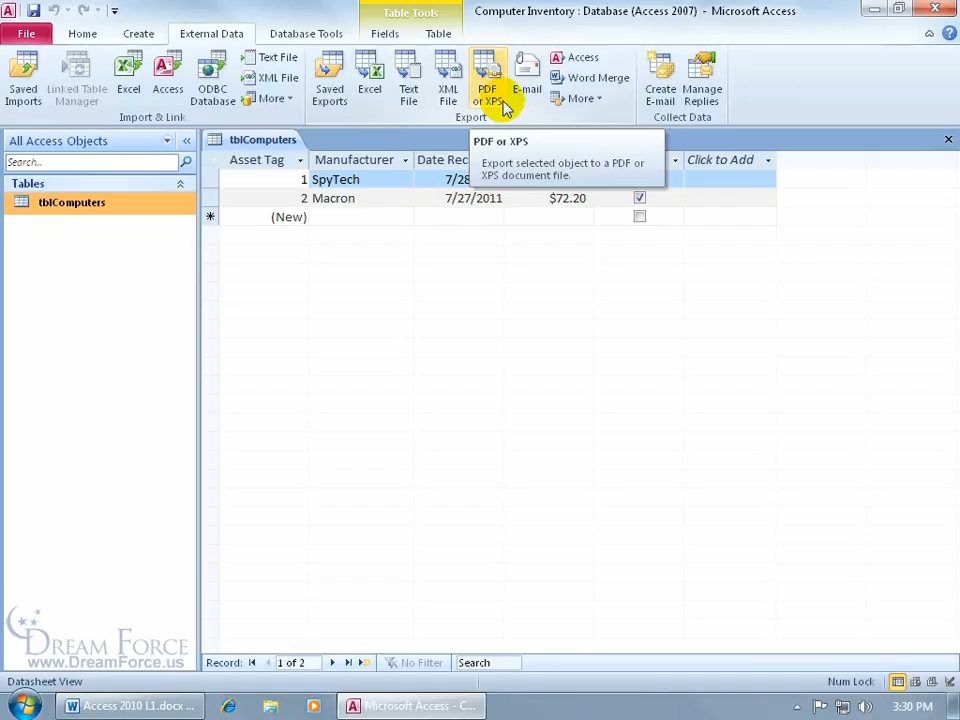 Table Tools
Computer Inventory : Database (Access 2007) - Microsoft Access
File Home Create External Data Database Tools Fields Table
Saved Imports
Linked Table Manager
Excel
Access
ODBC Database
Text File
XML File
More
Import & Link
Saved Exports
Excel
Text File
XML File
PDF or XPS
E-mail
Access
Word Merge
More
Export
Create E-mail
Manage Replies
Collect Data
All Access Objects
Search...
Tables
tblComputers
tblComputers
PDF or XPS
Export selected object to a PDF or
XPS document file.
Asset Tag Manufacturer Date Rec Click to Add
1 SpyTech 7/28
2 Macron 7/27/2011 $72.20
(New)
DREAM FORCE
www.DreamForce.us
Record: 1 of 2 No Filter Search
Datasheet View Num Lock
Access 2010 L1.docx ... Microsoft Access - C... 3:30 PM